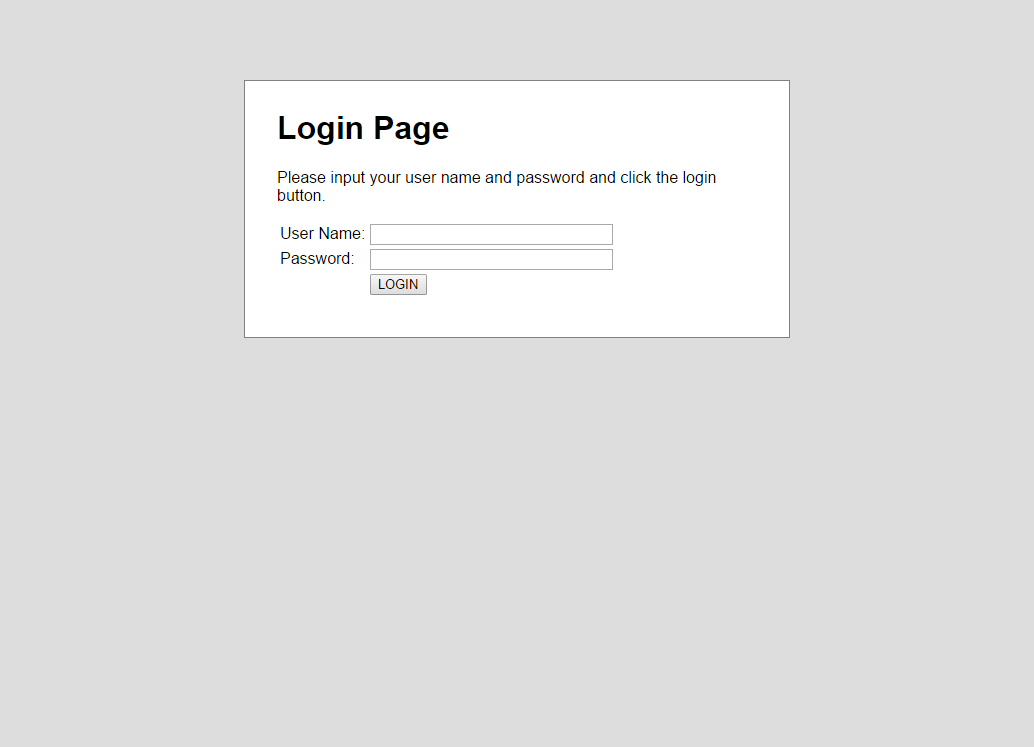 Login Page
Please input your user name and password and click the login
button.
User Name:
Password:
LOGIN